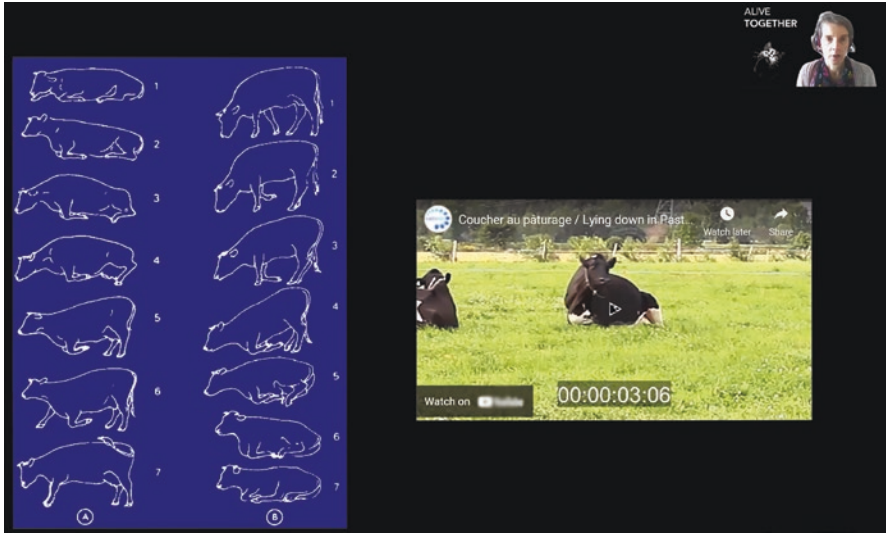 ALIVE
TOGETHER
1
2
3
4
5
6
7
A
1
2
3
4
5
6
7
B
Coucher au pâturage / Lying down in Past
Watch later
Share
Watch on
00:00:03:06